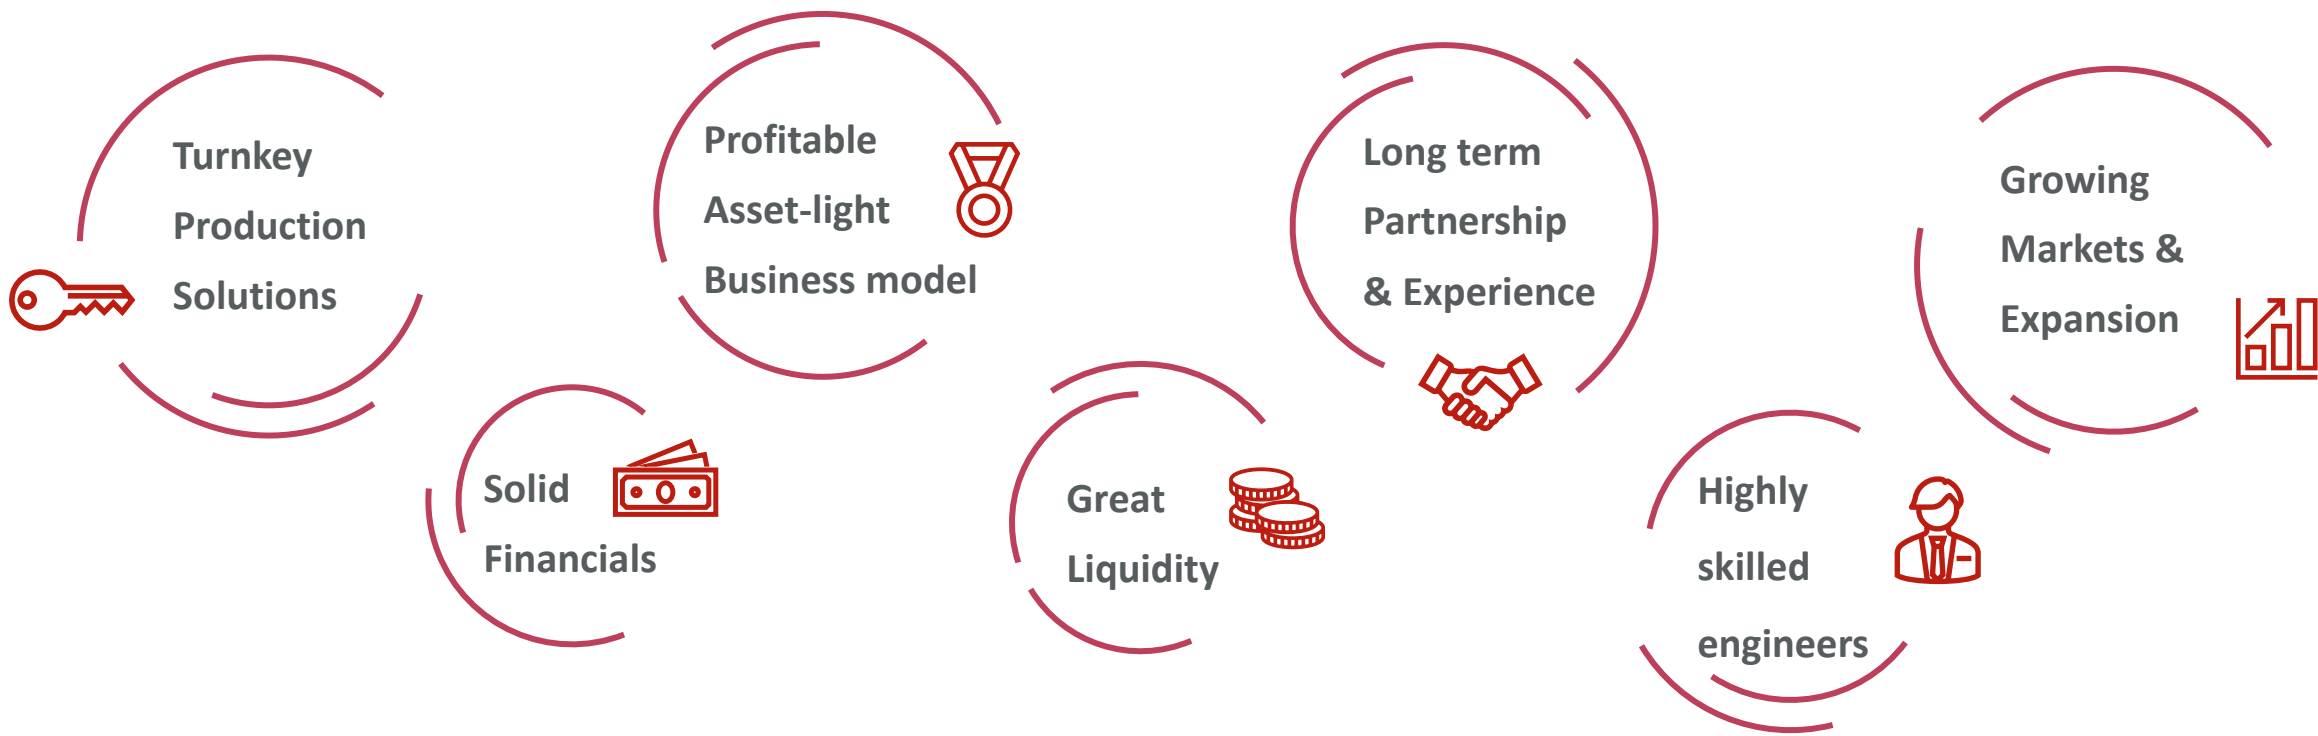 Turnkey
Production
Solutions
Profitable
Asset-light
Business model
Long term
Partnership
& Experience
Growing
Markets &
Expansion
Solid
Financials
Great
Liquidity
Highly
skilled
engineers